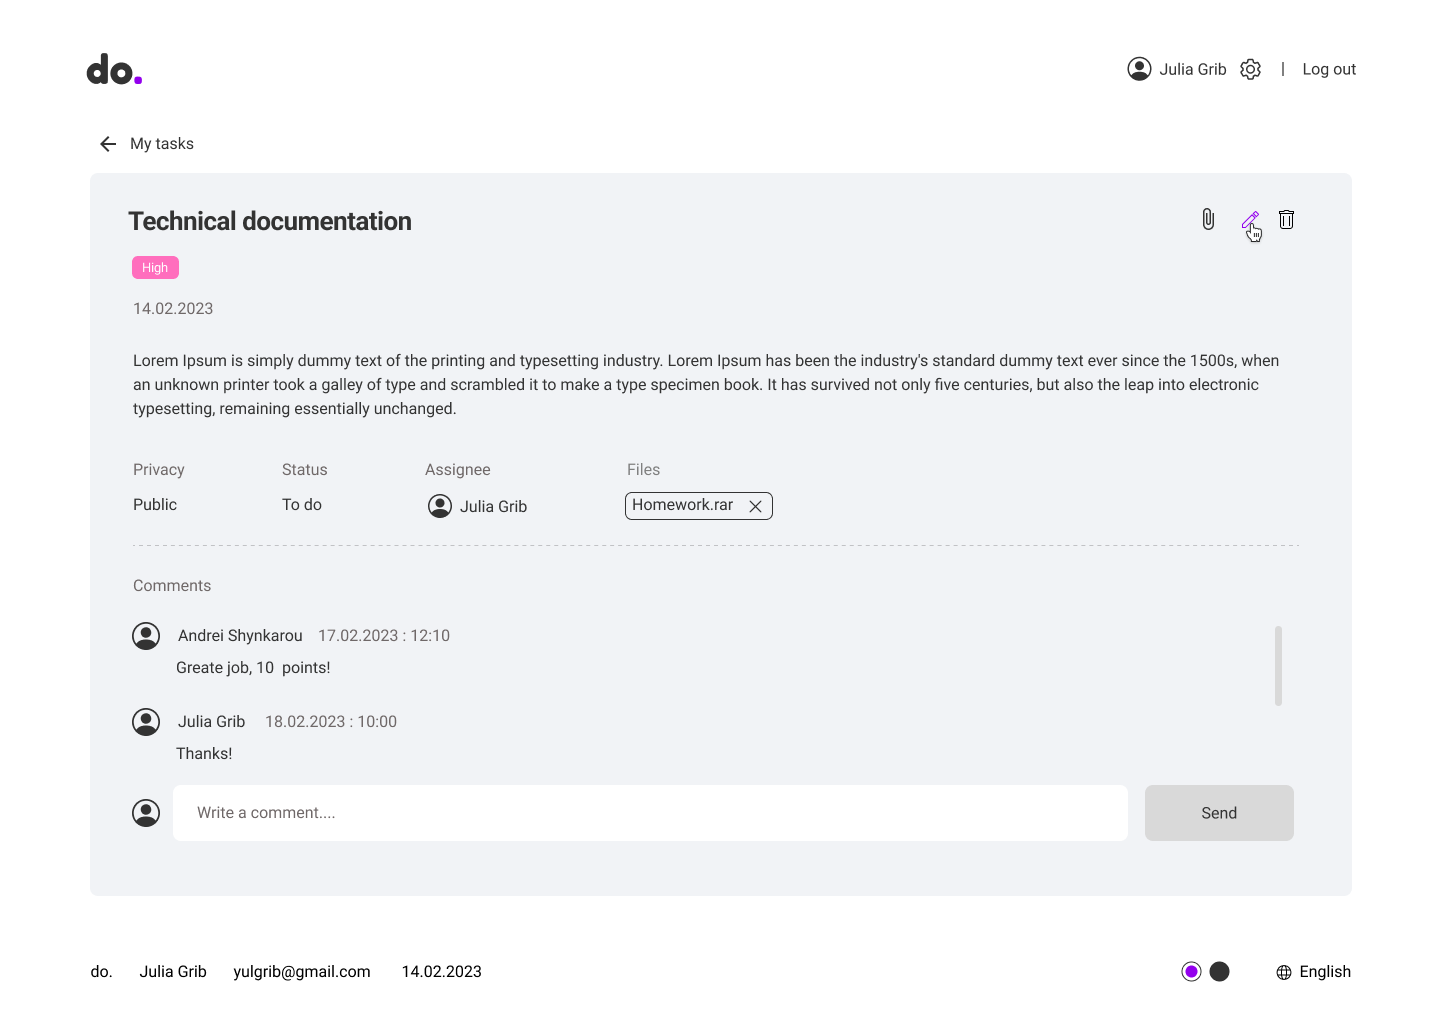 do.
Julia Grib | Log out
My tasks
Technical documentation
High
14.02.2023
Lorem Ipsum is simply dummy text of the printing and typesetting industry. Lorem Ipsum has been the industry's standard dummy text ever since the 1500s, when
an unknown printer took a galley of type and scrambled it to make a type specimen book. It has survived not only five centuries, but also the leap into electronic
typesetting, remaining essentially unchanged.
Privacy Status Assignee Files
Public To do Julia Grib Homework.rar
Comments
Andrei Shynkarou 17.02.2023 : 12:10
Greate job, 10 points!
Julia Grib 18.02.2023 : 10:00
Thanks!
Write a comment.... Send
do. Julia Grib yulgrib@gmail.com 14.02.2023 English